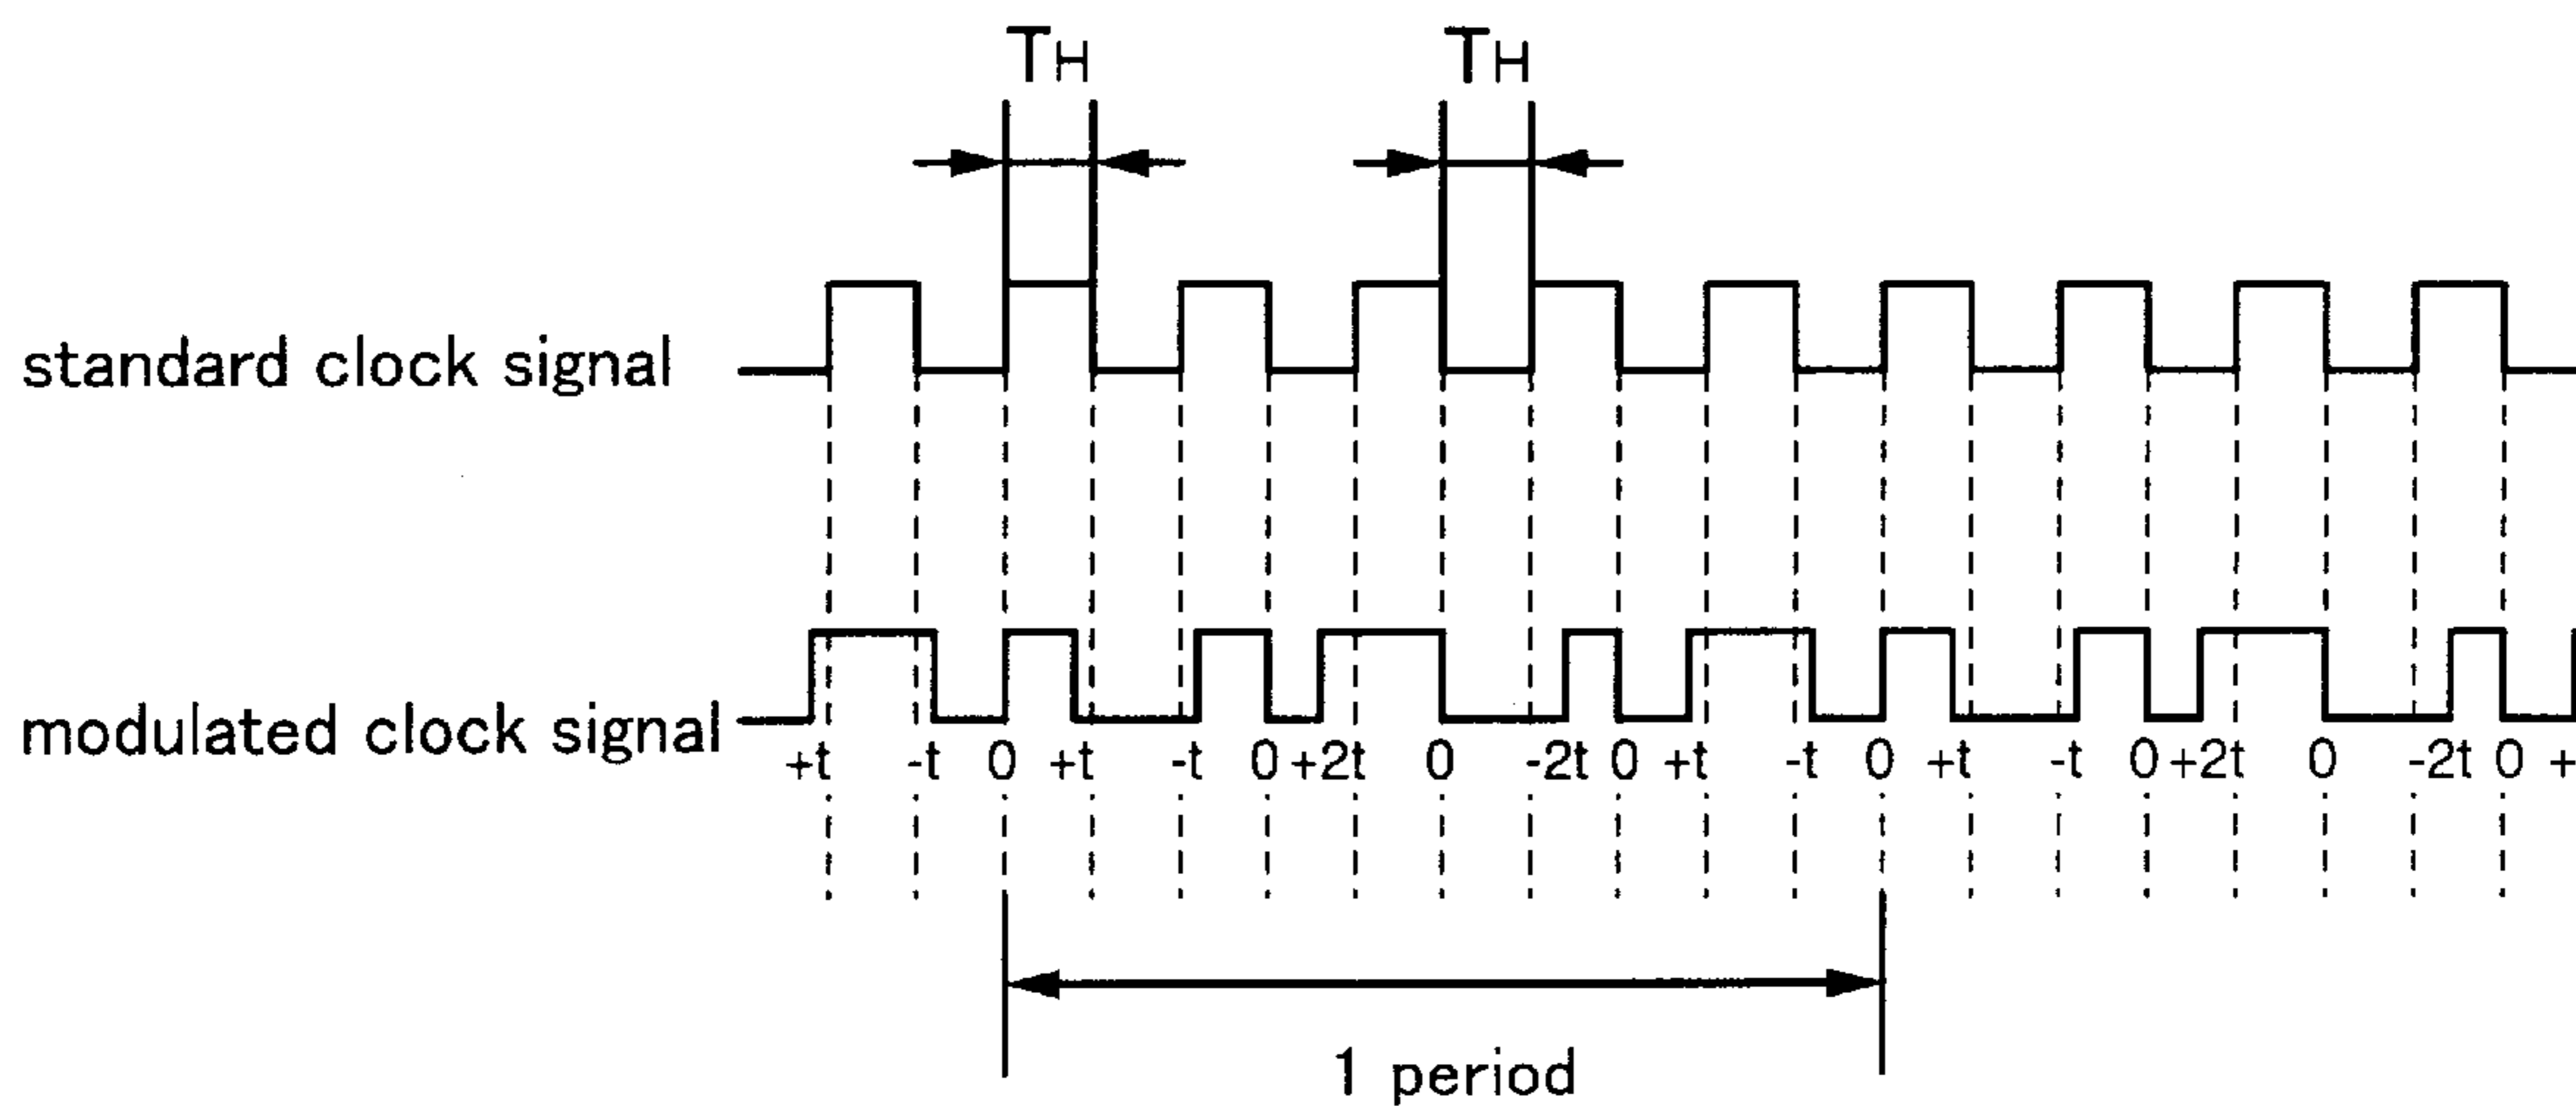 TH TH
standard clock signal
modulated clock signal
+t -t 0 +t -t 0 +2t 0 -2t 0 +t -t 0 +t -t 0 +2t 0 -2t 0 +
1 period